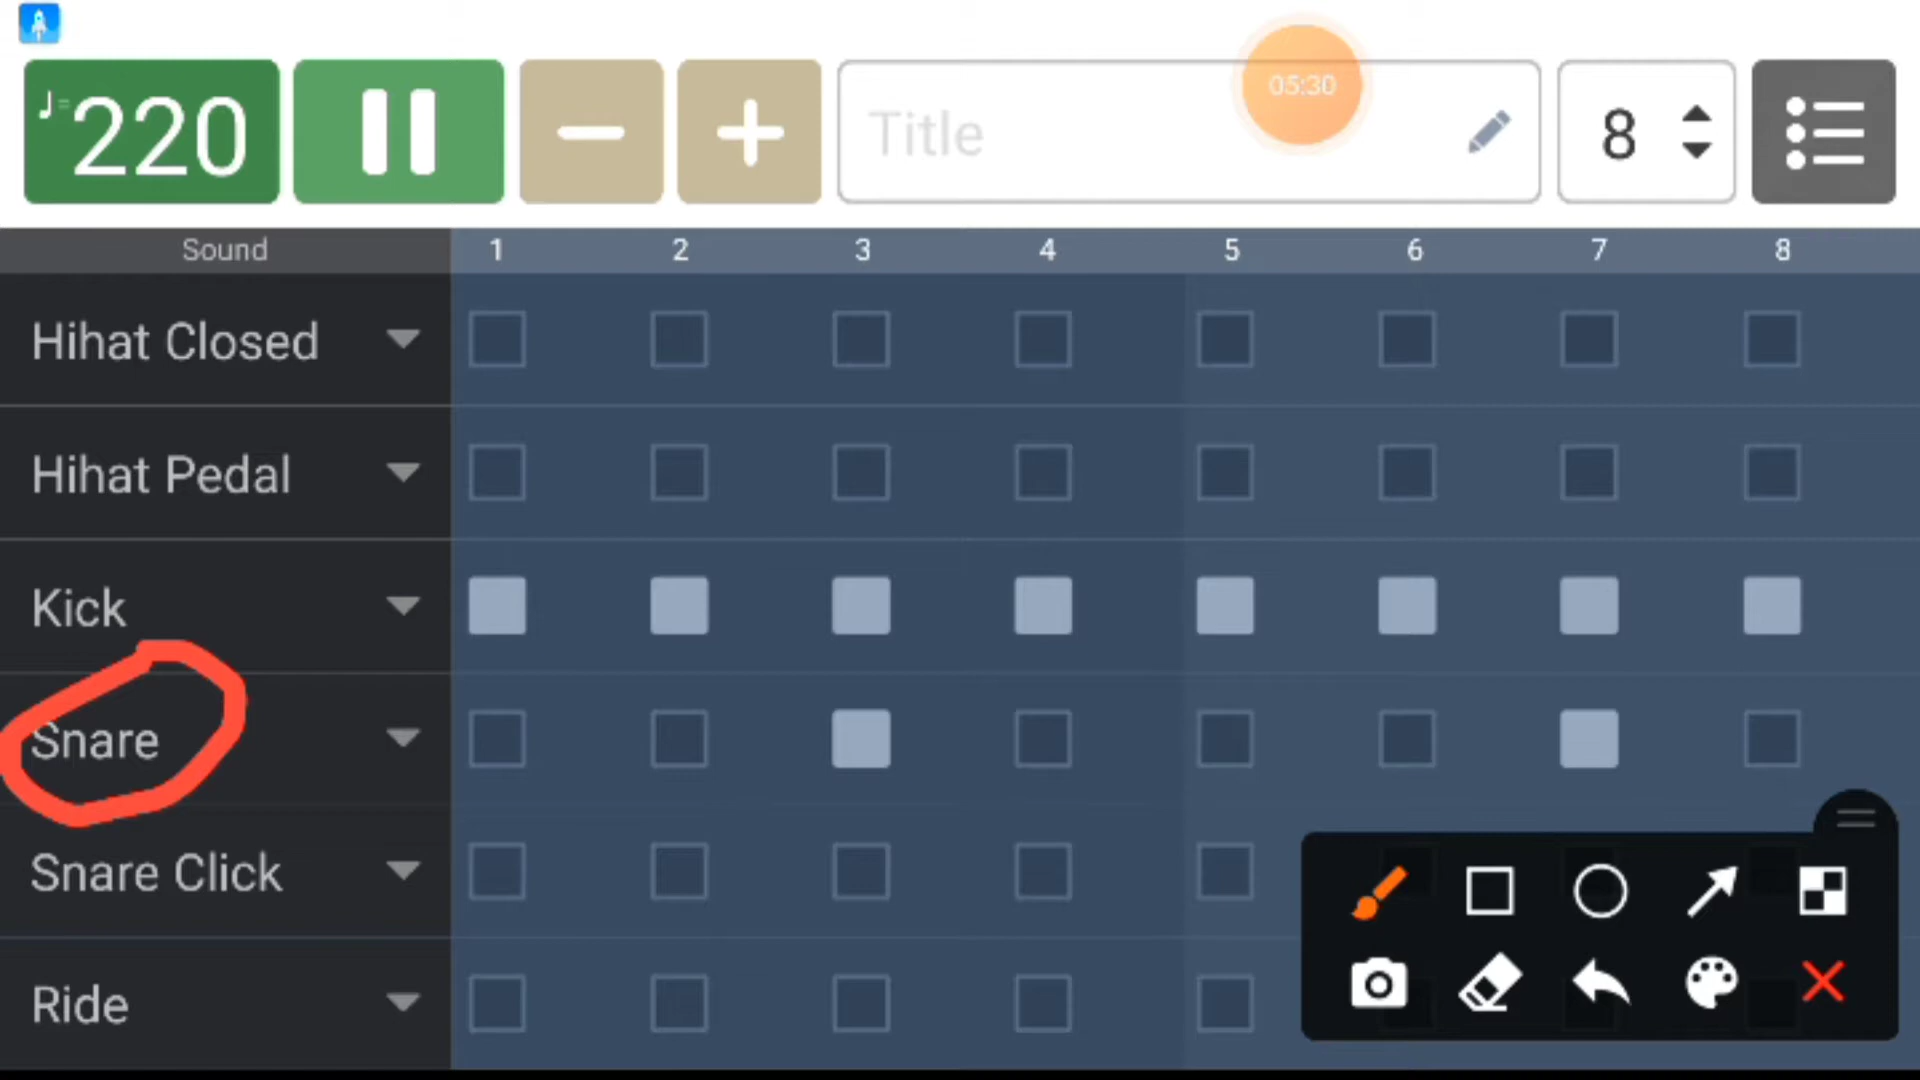 ♩=220
Title
05:30
8
Sound 1 2 3 4 5 6 7 8
Hihat Closed
Hihat Pedal
Kick
Snare
Snare Click
Ride